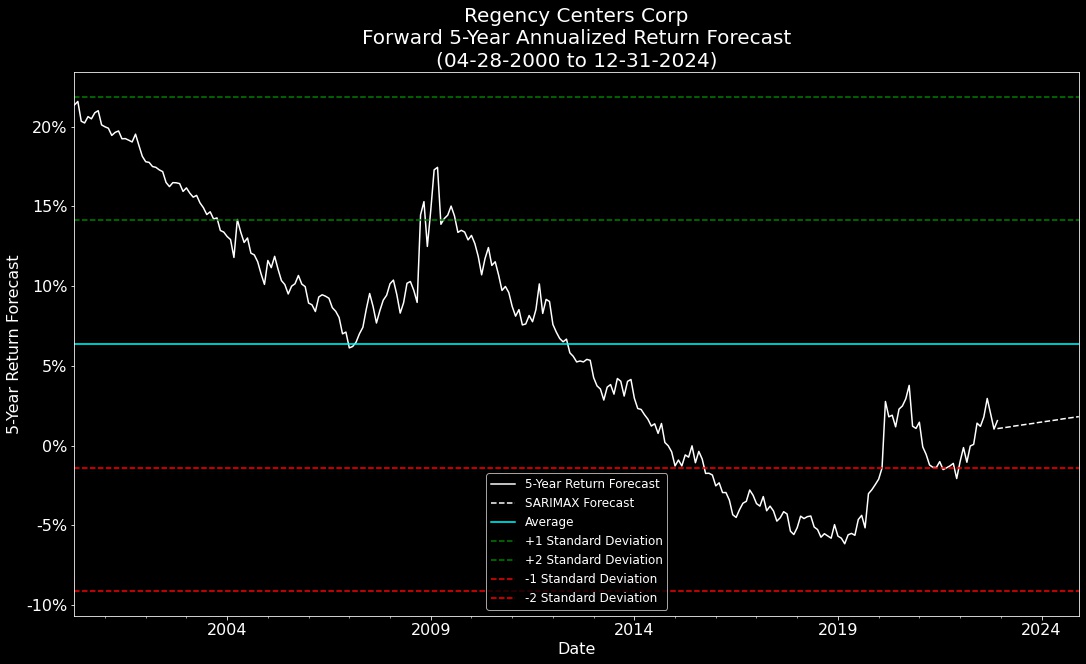 Regency Centers Corp
Forward 5-Year Annualized Return Forecast
(04-28-2000 to 12-31-2024)
5-Year Return Forecast
20%
15%
10%
5%
0%
-5%
-10%
5-Year Return Forecast
SARIMAX Forecast
Average
+1 Standard Deviation
+2 Standard Deviation
-1 Standard Deviation
-2 Standard Deviation
2004
2009
2014
2019
2024
Date